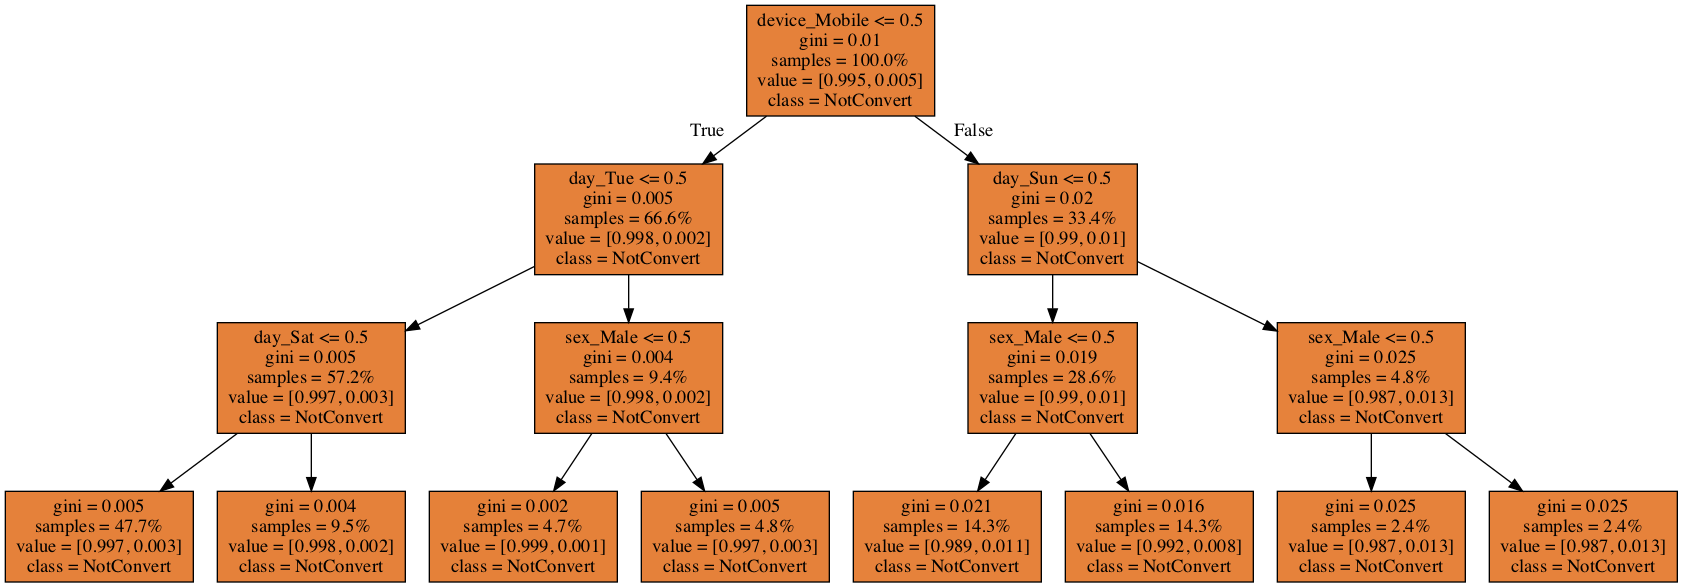 device_Mobile <= 0.5
gini = 0.01
samples = 100.0%
value = [0.995, 0.005]
class = NotConvert
True
False
day_Tue <= 0.5
gini = 0.005
samples = 66.6%
value = [0.998, 0.002]
class = NotConvert
day_Sun <= 0.5
gini = 0.02
samples = 33.4%
value = [0.99, 0.01]
class = NotConvert
day_Sat <= 0.5
gini = 0.005
samples = 57.2%
value = [0.997, 0.003]
class = NotConvert
sex_Male <= 0.5
gini = 0.004
samples = 9.4%
value = [0.998, 0.002]
class = NotConvert
sex_Male <= 0.5
gini = 0.019
samples = 28.6%
value = [0.99, 0.01]
class = NotConvert
sex_Male <= 0.5
gini = 0.025
samples = 4.8%
value = [0.987, 0.013]
class = NotConvert
gini = 0.005
samples = 47.7%
value = [0.997, 0.003]
class = NotConvert
gini = 0.004
samples = 9.5%
value = [0.998, 0.002]
class = NotConvert
gini = 0.002
samples = 4.7%
value = [0.999, 0.001]
class = NotConvert
gini = 0.005
samples = 4.8%
value = [0.997, 0.003]
class = NotConvert
gini = 0.021
samples = 14.3%
value = [0.989, 0.011]
class = NotConvert
gini = 0.016
samples = 14.3%
value = [0.992, 0.008]
class = NotConvert
gini = 0.025
samples = 2.4%
value = [0.987, 0.013]
class = NotConvert
gini = 0.025
samples = 2.4%
value = [0.987, 0.013]
class = NotConvert